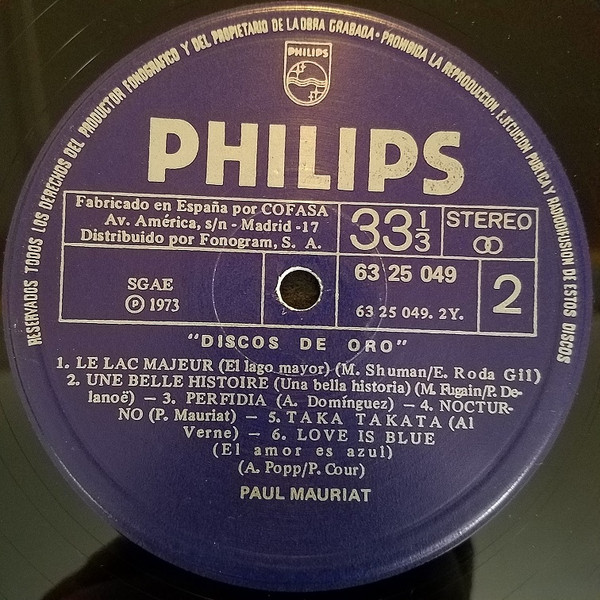 RESERVADOS TODOS LOS DERECHOS DEL PRODUCTOR FONOGRAFICO Y DEL PROPIETARIO DE LA OBRA GRABADA · PROHIBIDA LA REPRODUCCION, EJECUCION PUBLICA Y RADIODIFUSION DE ESTOS DISCOS
PHILIPS
PHILIPS
Fabricado en España por COFASA
Av. América, s/n - Madrid -17
Distribuido por Fonogram, S. A.
33 1/3
STEREO
SGAE
Ⓟ 1973
63 25 049
63 25 049. 2Y.
2
"DISCOS DE ORO"
1. LE LAC MAJEUR (El lago mayor) (M. Shuman/E. Roda Gil)
2. UNE BELLE HISTOIRE (Una bella historia) (M. Fugain/P. De-
lanoë) — 3. PERFIDIA (A. Domínguez) — 4. NOCTUR-
NO (P. Mauriat) — 5. TAKA TAKATA (Al
Verne) — 6. LOVE IS BLUE
(El amor es azul)
(A. Popp/P. Cour)
PAUL MAURIAT